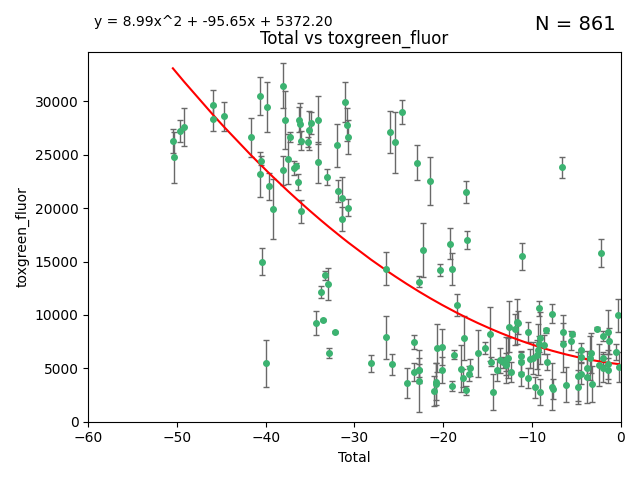 y = 8.99x^2 + -95.65x + 5372.20
N = 861
Total vs toxgreen_fluor
toxgreen_fluor
30000
25000
20000
15000
10000
5000
0
−60
−50
−40
−30
−20
−10
0
Total